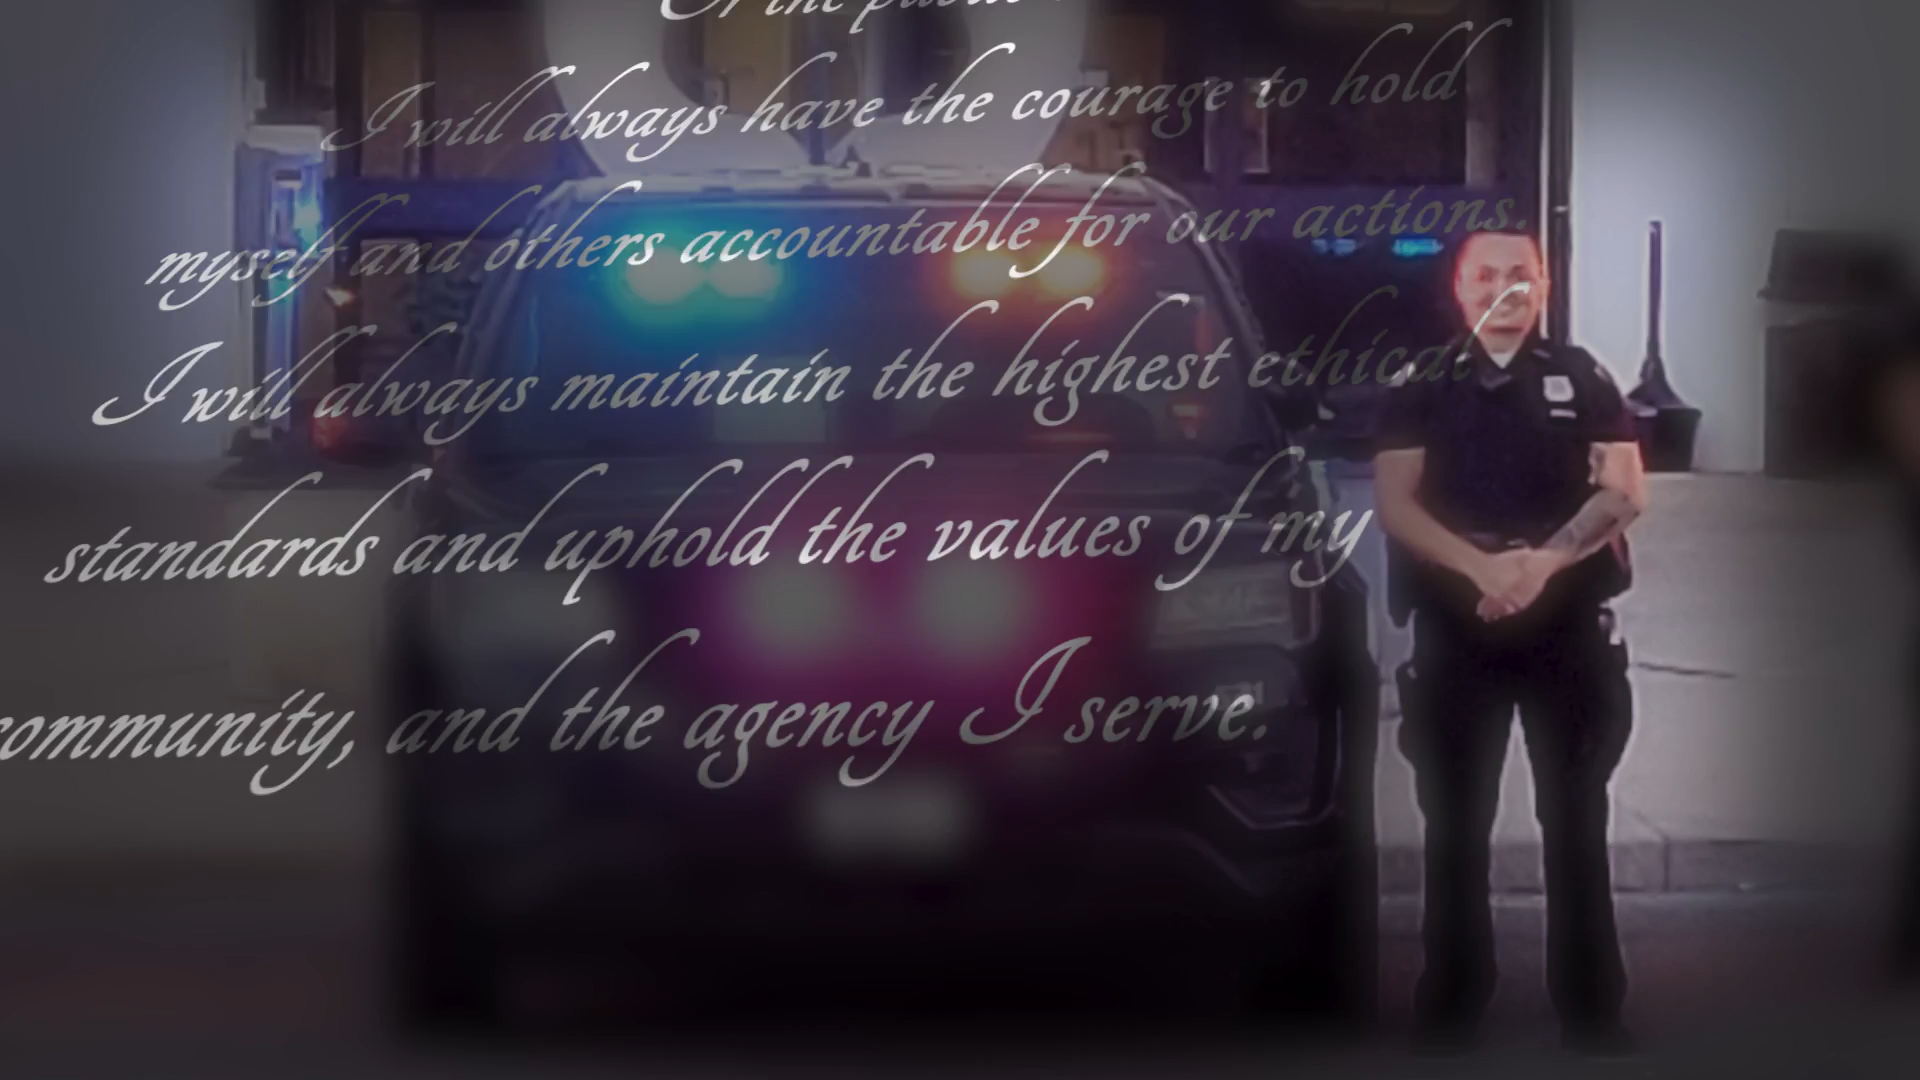 I will always have the courage to hold
myself and others accountable for our actions.
I will always maintain the highest ethical
standards and uphold the values of my
community, and the agency I serve.